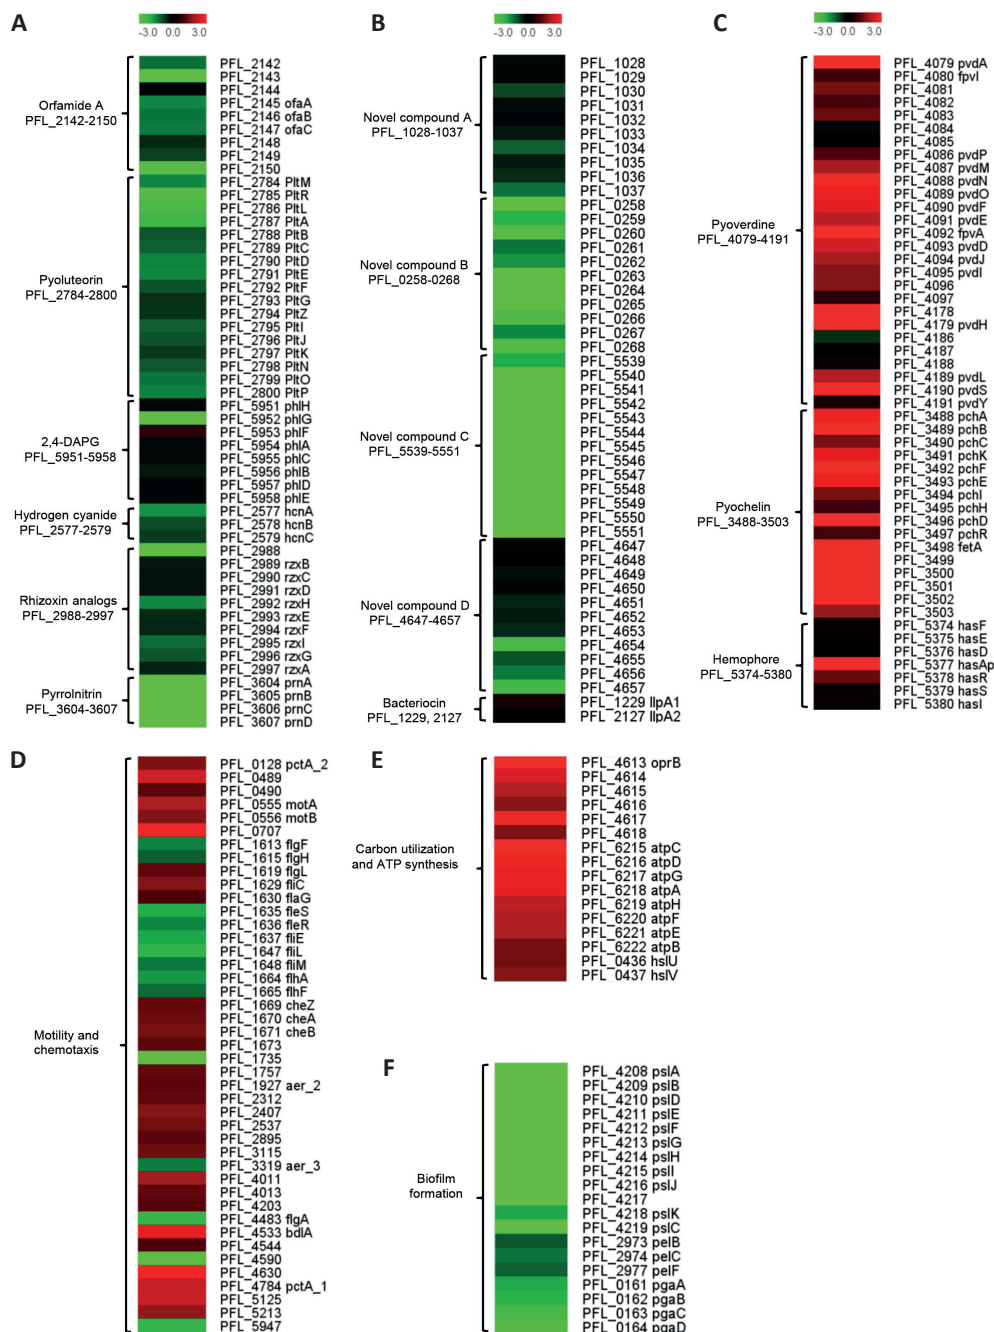 A
-3.0 0.0 3.0
Orfamide A
PFL_2142-2150
PFL_2142
PFL_2143
PFL_2144
PFL_2145 ofaA
PFL_2146 ofaB
PFL_2147 ofaC
PFL_2148
PFL_2149
PFL_2150
Pyoluteorin
PFL_2784-2800
PFL_2784 PltM
PFL_2785 PltR
PFL_2786 PltL
PFL_2787 PltA
PFL_2788 PltB
PFL_2789 PltC
PFL_2790 PltD
PFL_2791 PltE
PFL_2792 PltF
PFL_2793 PltG
PFL_2794 PltZ
PFL_2795 PltI
PFL_2796 PltJ
PFL_2797 PltK
PFL_2798 PltN
PFL_2799 PltO
PFL_2800 PltP
2,4-DAPG
PFL_5951-5958
PFL_5951 phlH
PFL_5952 phlG
PFL_5953 phlF
PFL_5954 phlA
PFL_5955 phlC
PFL_5956 phlB
PFL_5957 phlD
PFL_5958 phlE
Hydrogen cyanide
PFL_2577-2579
PFL_2577 hcnA
PFL_2578 hcnB
PFL_2579 hcnC
Rhizoxin analogs
PFL_2988-2997
PFL_2988
PFL_2989 rzxB
PFL_2990 rzxC
PFL_2991 rzxD
PFL_2992 rzxH
PFL_2993 rzxE
PFL_2994 rzxF
PFL_2995 rzxI
PFL_2996 rzxG
PFL_2997 rzxA
Pyrrolnitrin
PFL_3604-3607
PFL_3604 prnA
PFL_3605 prnB
PFL_3606 prnC
PFL_3607 prnD
B
-3.0 0.0 3.0
Novel compound A
PFL_1028-1037
PFL_1028
PFL_1029
PFL_1030
PFL_1031
PFL_1032
PFL_1033
PFL_1034
PFL_1035
PFL_1036
PFL_1037
Novel compound B
PFL_0258-0268
PFL_0258
PFL_0259
PFL_0260
PFL_0261
PFL_0262
PFL_0263
PFL_0264
PFL_0265
PFL_0266
PFL_0267
PFL_0268
Novel compound C
PFL_5539-5551
PFL_5539
PFL_5540
PFL_5541
PFL_5542
PFL_5543
PFL_5544
PFL_5545
PFL_5546
PFL_5547
PFL_5548
PFL_5549
PFL_5550
PFL_5551
Novel compound D
PFL_4647-4657
PFL_4647
PFL_4648
PFL_4649
PFL_4650
PFL_4651
PFL_4652
PFL_4653
PFL_4654
PFL_4655
PFL_4656
PFL_4657
Bacteriocin
PFL_1229, 2127
PFL_1229 llpA1
PFL_2127 llpA2
C
-3.0 0.0 3.0
Pyoverdine
PFL_4079-4191
PFL_4079 pvdA
PFL_4080 fpvI
PFL_4081
PFL_4082
PFL_4083
PFL_4084
PFL_4085
PFL_4086 pvdP
PFL_4087 pvdM
PFL_4088 pvdN
PFL_4089 pvdO
PFL_4090 pvdF
PFL_4091 pvdE
PFL_4092 fpvA
PFL_4093 pvdD
PFL_4094 pvdJ
PFL_4095 pvdI
PFL_4096
PFL_4097
PFL_4178
PFL_4179 pvdH
PFL_4186
PFL_4187
PFL_4188
PFL_4189 pvdL
PFL_4190 pvdS
PFL_4191 pvdY
Pyochelin
PFL_3488-3503
PFL_3488 pchA
PFL_3489 pchB
PFL_3490 pchC
PFL_3491 pchK
PFL_3492 pchF
PFL_3493 pchE
PFL_3494 pchI
PFL_3495 pchH
PFL_3496 pchD
PFL_3497 pchR
PFL_3498 fetA
PFL_3499
PFL_3500
PFL_3501
PFL_3502
PFL_3503
Hemophore
PFL_5374-5380
PFL_5374 hasF
PFL_5375 hasE
PFL_5376 hasD
PFL_5377 hasAp
PFL_5378 hasR
PFL_5379 hasS
PFL_5380 hasI
D
Motility and
chemotaxis
PFL_0128 pctA_2
PFL_0489
PFL_0490
PFL_0555 motA
PFL_0556 motB
PFL_0707
PFL_1613 flgF
PFL_1615 flgH
PFL_1619 flgL
PFL_1629 fliC
PFL_1630 flaG
PFL_1635 fleS
PFL_1636 fleR
PFL_1637 fliE
PFL_1647 fliL
PFL_1648 fliM
PFL_1664 flhA
PFL_1665 flhF
PFL_1669 cheZ
PFL_1670 cheA
PFL_1671 cheB
PFL_1673
PFL_1735
PFL_1757
PFL_1927 aer_2
PFL_2312
PFL_2407
PFL_2537
PFL_2895
PFL_3115
PFL_3319 aer_3
PFL_4011
PFL_4013
PFL_4203
PFL_4483 flgA
PFL_4533 bdlA
PFL_4544
PFL_4590
PFL_4630
PFL_4784 pctA_1
PFL_5125
PFL_5213
PFL_5947
E
Carbon utilization
and ATP synthesis
PFL_4613 oprB
PFL_4614
PFL_4615
PFL_4616
PFL_4617
PFL_4618
PFL_6215 atpC
PFL_6216 atpD
PFL_6217 atpG
PFL_6218 atpA
PFL_6219 atpH
PFL_6220 atpF
PFL_6221 atpE
PFL_6222 atpB
PFL_0436 hslU
PFL_0437 hslV
F
Biofilm
formation
PFL_4208 pslA
PFL_4209 pslB
PFL_4210 pslD
PFL_4211 pslE
PFL_4212 pslF
PFL_4213 pslG
PFL_4214 pslH
PFL_4215 pslI
PFL_4216 pslJ
PFL_4217
PFL_4218 pslK
PFL_4219 pslC
PFL_2973 pelB
PFL_2974 pelC
PFL_2977 pelF
PFL_0161 pgaA
PFL_0162 pgaB
PFL_0163 pgaC
PFL_0164 pgaD